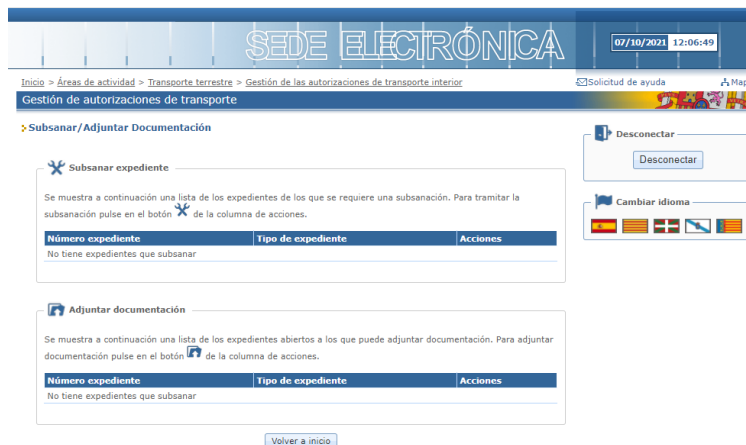 SEDE ELECTRÓNICA
07/10/2021 12:06:49
Inicio > Áreas de actividad > Transporte terrestre > Gestión de las autorizaciones de transporte interior
Solicitud de ayuda
Gestión de autorizaciones de transporte
Subsanar/Adjuntar Documentación
Desconectar
Desconectar
Subsanar expediente
Se muestra a continuación una lista de los expedientes de los que se requiere una subsanación. Para tramitar la
subsanación pulse en el botón de la columna de acciones.
Cambiar idioma
Número expediente Tipo de expediente Acciones
No tiene expedientes que subsanar
Adjuntar documentación
Se muestra a continuación una lista de los expedientes abiertos a los que puede adjuntar documentación. Para adjuntar
documentación pulse en el botón de la columna de acciones.
Número expediente Tipo de expediente Acciones
No tiene expedientes que subsanar
Volver a inicio